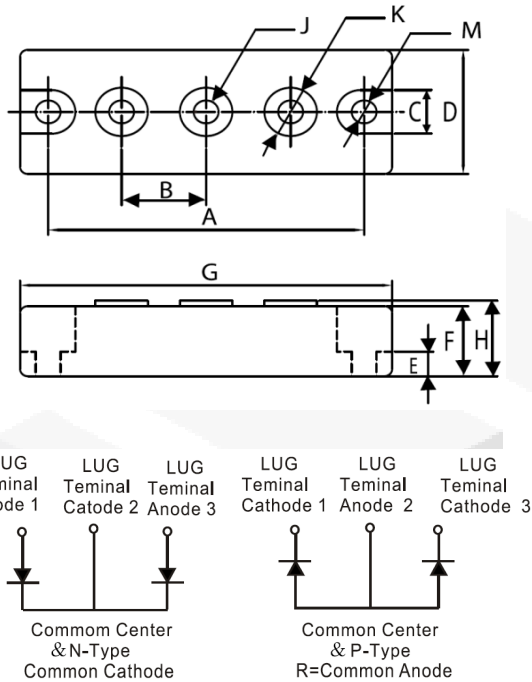 J
K
M
C
D
B
A
G
F
H
E
LUG
Teminal
Catode 2
LUG
Teminal
Anode 3
LUG
Teminal
Cathode 1
LUG
Teminal
Anode 2
LUG
Teminal
Cathode 3
Commom Center
& N-Type
Common Cathode
Common Center
& P-Type
R=Common Anode